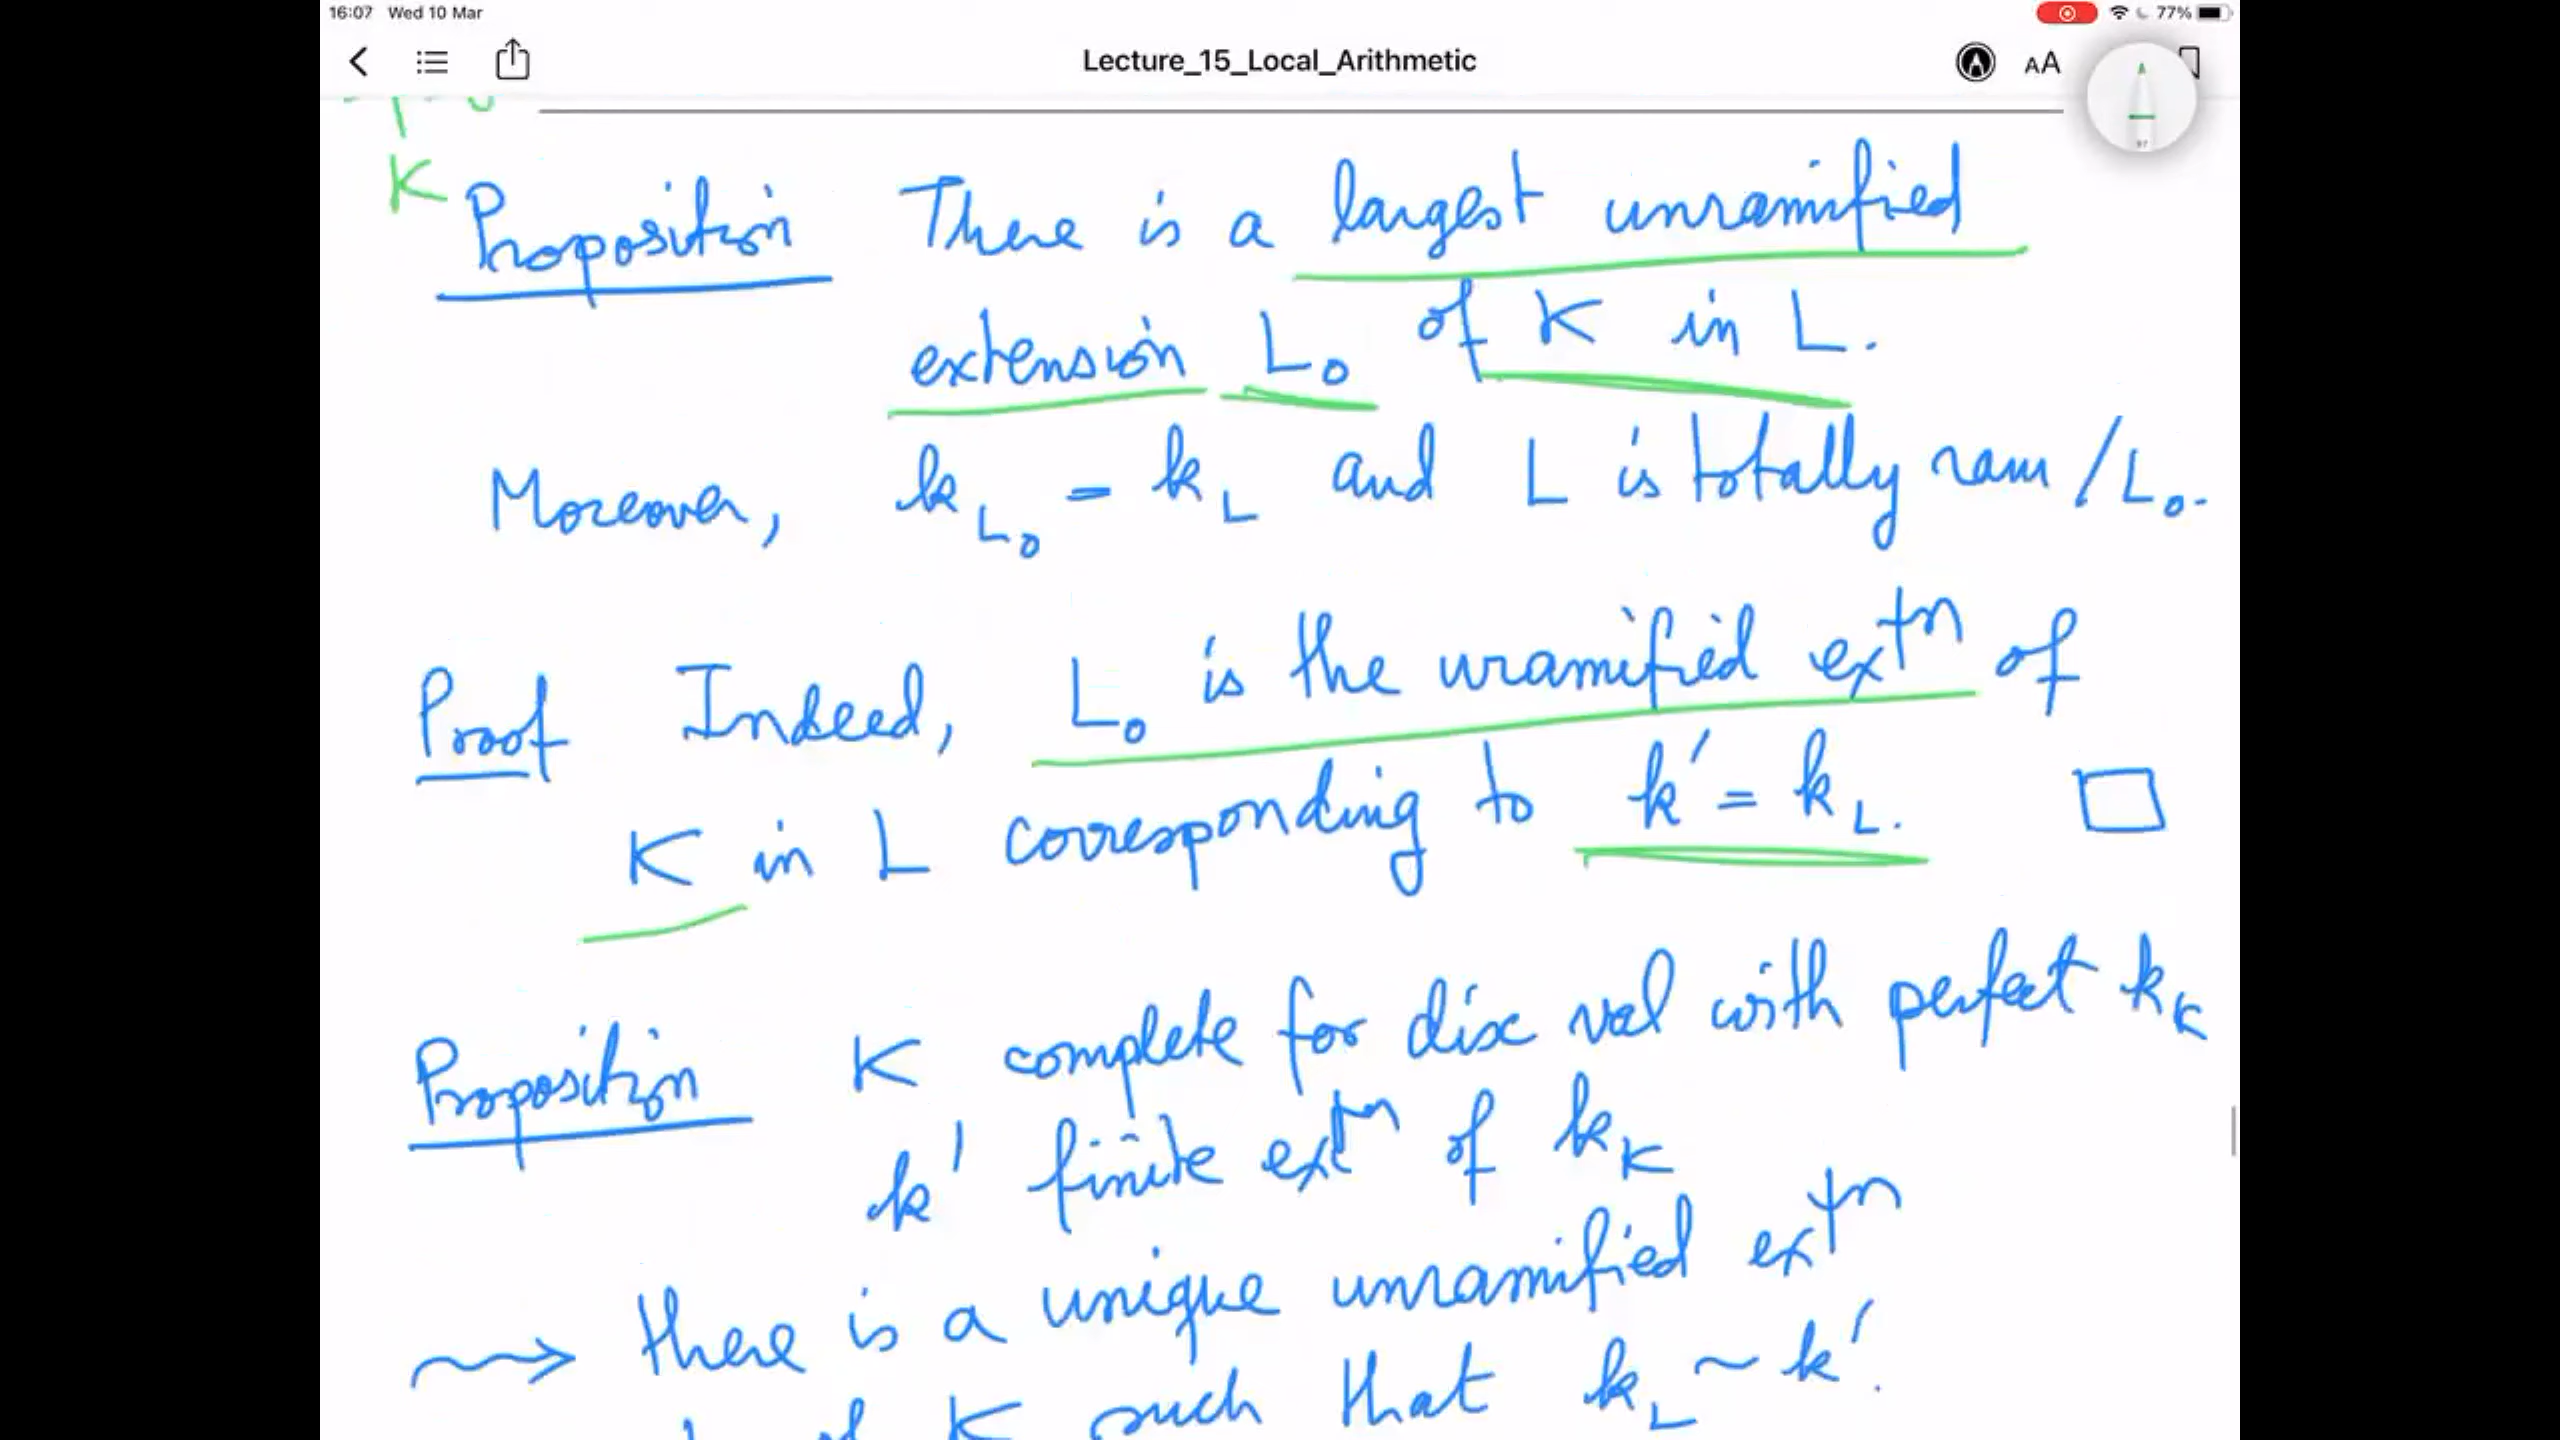 16:07 Wed 10 Mar
77%
Lecture_15_Local_Arithmetic
AA
97
K
Proposition There is a largest unramified
extension L₀ of K in L.
Moreover, k_{L₀} = k_L and L is totally ram / L₀.
Proof Indeed, L₀ is the uramified extⁿ of
K in L corresponding to k' = k_L. □
Proposition K complete for disc val with perfect k_K
k' finite extⁿ of k_K
⇝ there is a unique unramified extⁿ
of K such that k_L ~ k'.